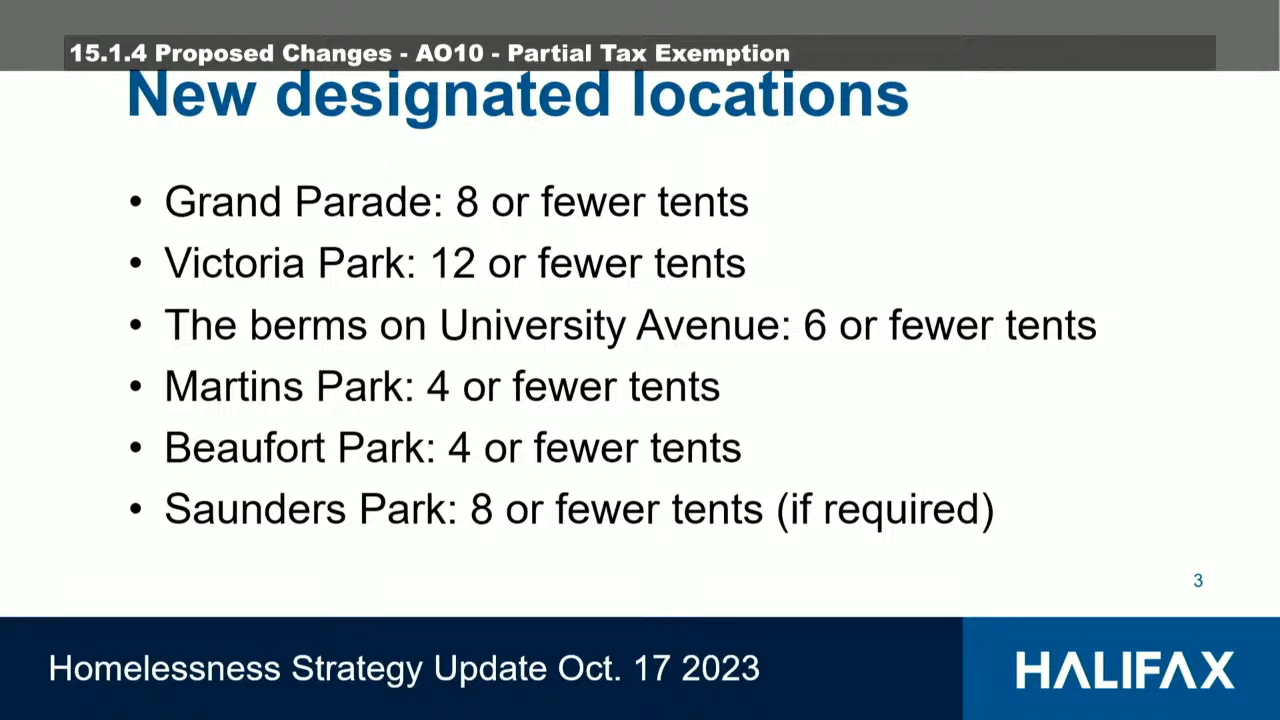 15.1.4 Proposed Changes - AO10 - Partial Tax Exemption
New designated locations
• Grand Parade: 8 or fewer tents
• Victoria Park: 12 or fewer tents
• The berms on University Avenue: 6 or fewer tents
• Martins Park: 4 or fewer tents
• Beaufort Park: 4 or fewer tents
• Saunders Park: 8 or fewer tents (if required)
3
Homelessness Strategy Update Oct. 17 2023
HALIFAX